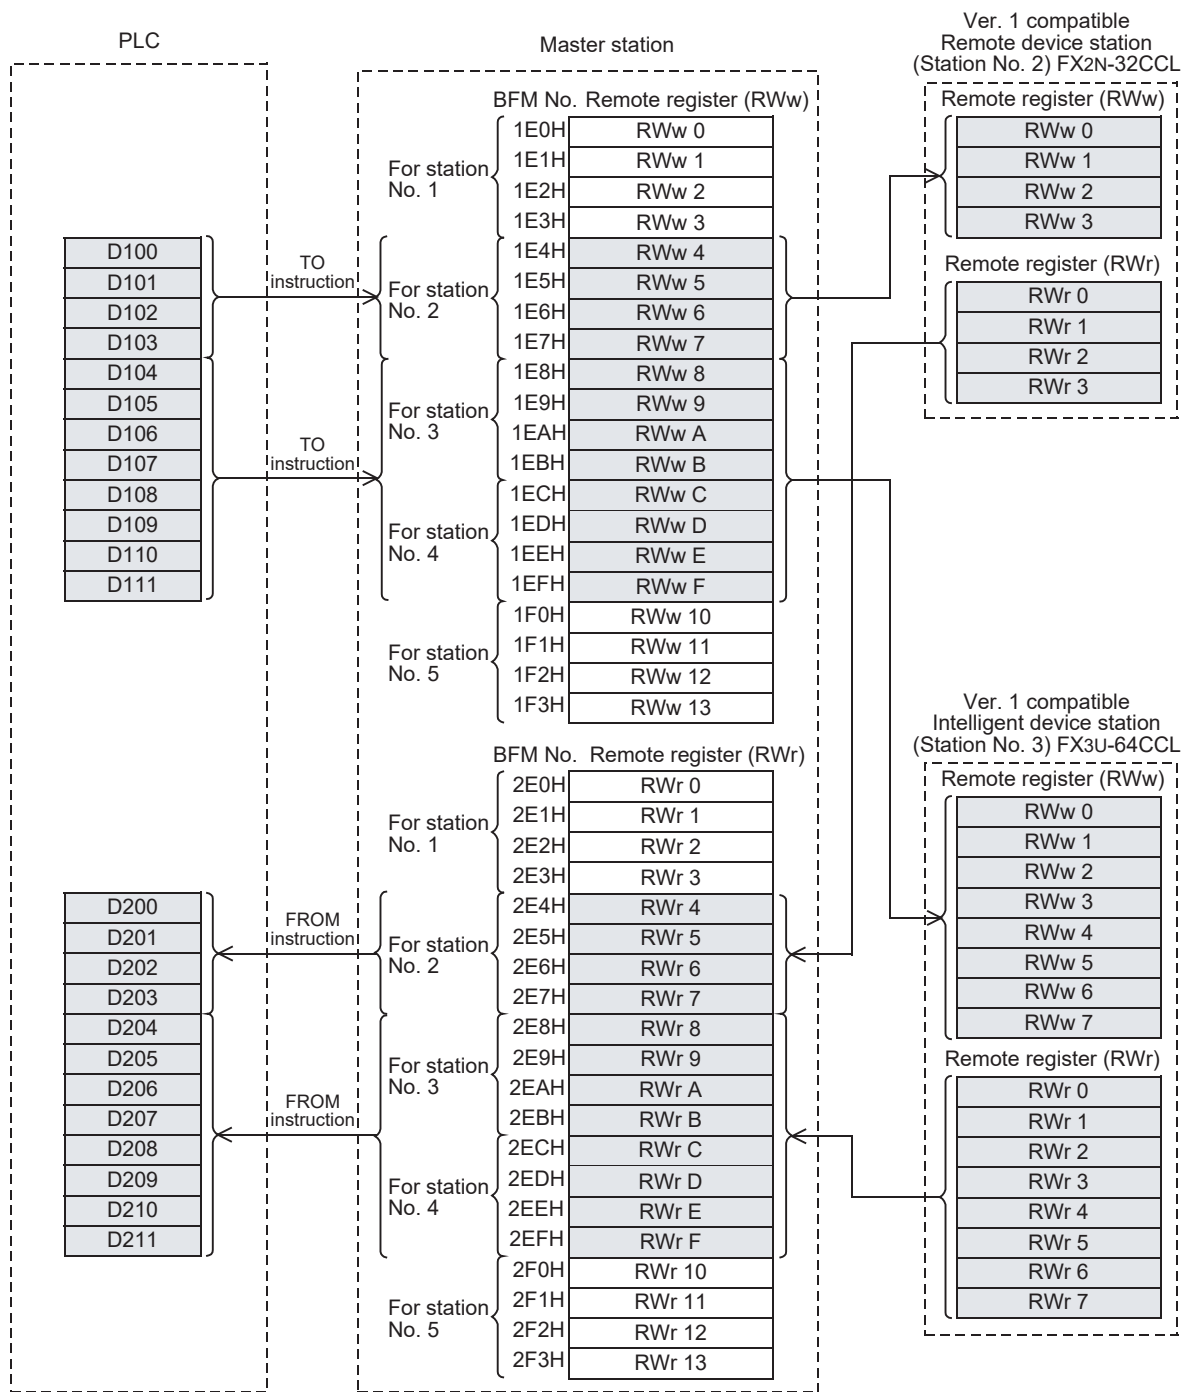 PLC
Master station
Ver. 1 compatible
Remote device station
(Station No. 2) FX2N-32CCL
BFM No. Remote register (RWw)
For station
No. 1
1E0H RWw 0
1E1H RWw 1
1E2H RWw 2
1E3H RWw 3
D100
D101
D102
D103
TO
instruction
For station
No. 2
1E4H RWw 4
1E5H RWw 5
1E6H RWw 6
1E7H RWw 7
D104
D105
D106
D107
D108
D109
D110
D111
TO
instruction
For station
No. 3
1E8H RWw 8
1E9H RWw 9
1EAH RWw A
1EBH RWw B
For station
No. 4
1ECH RWw C
1EDH RWw D
1EEH RWw E
1EFH RWw F
For station
No. 5
1F0H RWw 10
1F1H RWw 11
1F2H RWw 12
1F3H RWw 13
BFM No. Remote register (RWr)
For station
No. 1
2E0H RWr 0
2E1H RWr 1
2E2H RWr 2
2E3H RWr 3
D200
D201
D202
D203
FROM
instruction
For station
No. 2
2E4H RWr 4
2E5H RWr 5
2E6H RWr 6
2E7H RWr 7
D204
D205
D206
D207
D208
D209
D210
D211
FROM
instruction
For station
No. 3
2E8H RWr 8
2E9H RWr 9
2EAH RWr A
2EBH RWr B
For station
No. 4
2ECH RWr C
2EDH RWr D
2EEH RWr E
2EFH RWr F
For station
No. 5
2F0H RWr 10
2F1H RWr 11
2F2H RWr 12
2F3H RWr 13
Remote register (RWw)
RWw 0
RWw 1
RWw 2
RWw 3
Remote register (RWr)
RWr 0
RWr 1
RWr 2
RWr 3
Ver. 1 compatible
Intelligent device station
(Station No. 3) FX3U-64CCL
Remote register (RWw)
RWw 0
RWw 1
RWw 2
RWw 3
RWw 4
RWw 5
RWw 6
RWw 7
Remote register (RWr)
RWr 0
RWr 1
RWr 2
RWr 3
RWr 4
RWr 5
RWr 6
RWr 7